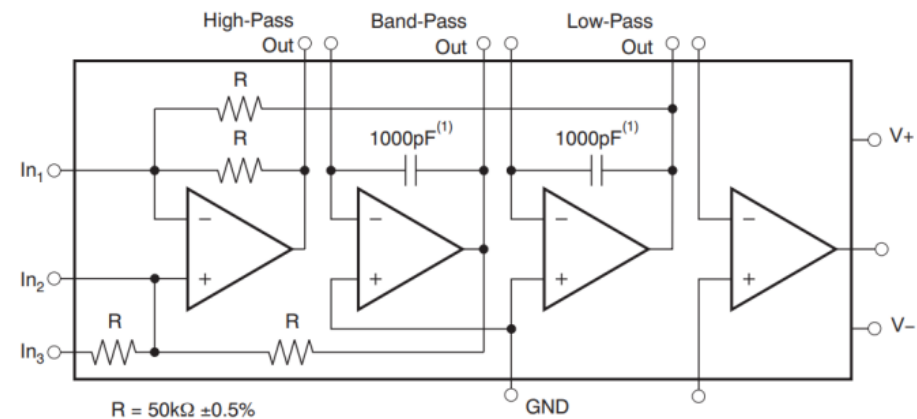 High-Pass Out
Band-Pass Out
Low-Pass Out
R
R
1000pF(1)
1000pF(1)
V+
In1
−
+
−
+
−
+
−
+
In2
R
R
In3
V−
GND
R = 50kΩ ±0.5%